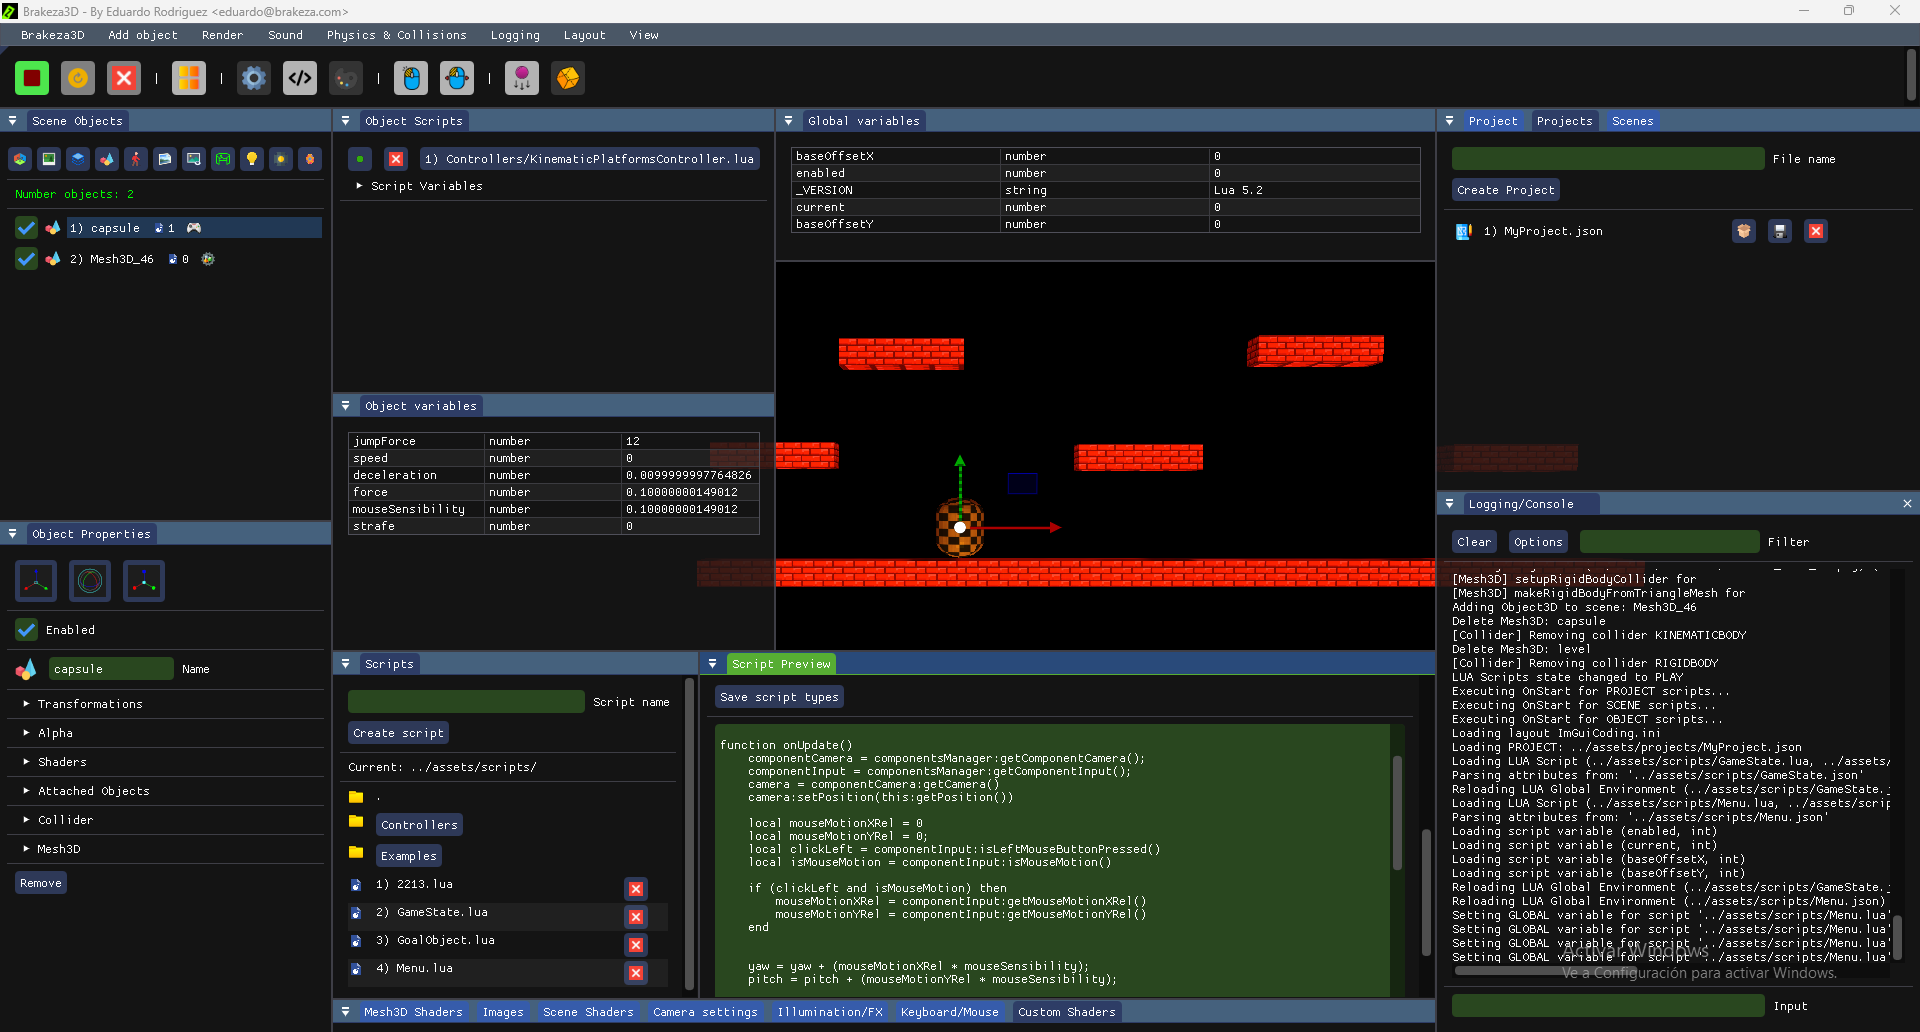 Brakeza3D - By Eduardo Rodriguez <eduardo@brakeza.com>
Brakeza3D Add object Render Sound Physics & Collisions Logging Layout View
Scene Objects
Number objects: 2
1) capsule 1
2) Mesh3D_46 0
Object Properties
Enabled
capsule Name
Transformations
Alpha
Shaders
Attached Objects
Collider
Mesh3D
Remove
Object Scripts
1) Controllers/KinematicPlatformsController.lua
Script Variables
Object variables
jumpForce number 12
speed number 0
deceleration number 0.0099999997764826
force number 0.10000000149012
mouseSensibility number 0.10000000149012
strafe number 0
Global variables
baseOffsetX number 0
enabled number 0
_VERSION string Lua 5.2
current number 0
baseOffsetY number 0
Scripts
Script name
Create script
Current: ../assets/scripts/
.
Controllers
Examples
1) 2213.lua
2) GameState.lua
3) GoalObject.lua
4) Menu.lua
Script Preview
Save script types
function onUpdate()
componentCamera = componentsManager:getComponentCamera();
componentInput = componentsManager:getComponentInput();
camera = componentCamera:getCamera()
camera:setPosition(this:getPosition())
local mouseMotionXRel = 0
local mouseMotionYRel = 0;
local clickLeft = componentInput:isLeftMouseButtonPressed()
local isMouseMotion = componentInput:isMouseMotion()
if (clickLeft and isMouseMotion) then
mouseMotionXRel = componentInput:getMouseMotionXRel()
mouseMotionYRel = componentInput:getMouseMotionYRel()
end
yaw = yaw + (mouseMotionXRel * mouseSensibility);
pitch = pitch + (mouseMotionYRel * mouseSensibility);
Mesh3D Shaders Images Scene Shaders Camera settings Illumination/FX Keyboard/Mouse Custom Shaders
Project Projects Scenes
File name
Create Project
1) MyProject.json
Logging/Console
Clear Options Filter
[Mesh3D] setupRigidBodyCollider for
[Mesh3D] makeRigidBodyFromTriangleMesh for
Adding Object3D to scene: Mesh3D_46
Delete Mesh3D: capsule
[Collider] Removing collider KINEMATICBODY
Delete Mesh3D: level
[Collider] Removing collider RIGIDBODY
LUA Scripts state changed to PLAY
Executing OnStart for PROJECT scripts...
Executing OnStart for SCENE scripts...
Executing OnStart for OBJECT scripts...
Loading layout ImGuiCoding.ini
Loading PROJECT: ../assets/projects/MyProject.json
Loading LUA Script (../assets/scripts/GameState.lua, ../assets/
Parsing attributes from: '../assets/scripts/GameState.json'
Reloading LUA Global Environment (../assets/scripts/GameState.j
Loading LUA Script (../assets/scripts/Menu.lua, ../assets/scrip
Parsing attributes from: '../assets/scripts/Menu.json'
Loading script variable (enabled, int)
Loading script variable (current, int)
Loading script variable (baseOffsetX, int)
Loading script variable (baseOffsetY, int)
Reloading LUA Global Environment (../assets/scripts/GameState.j
Reloading LUA Global Environment (../assets/scripts/Menu.json)
Setting GLOBAL variable for script '../assets/scripts/Menu.lua'
Setting GLOBAL variable for script '../assets/scripts/Menu.lua'
Setting GLOBAL variable for script '../assets/scripts/Menu.lua'
Setting GLOBAL variable for script '../assets/scripts/Menu.lua'
Activar Windows
Ve a Configuración para activar Windows.
Input